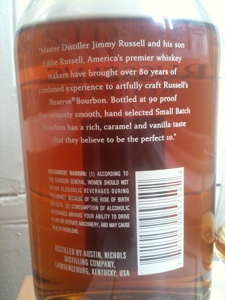 "Master Distiller Jimmy Russell and his son
Eddie Russell, America's premier whiskey
makers have brought over 80 years of
combined experience to artfully craft Russell's
Reserve® Bourbon. Bottled at 90 proof
uniquely smooth, hand selected Small Batch
Bourbon has a rich, caramel and vanilla taste
that they believe to be the perfect 10."
GOVERNMENT WARNING: (1) ACCORDING TO
THE SURGEON GENERAL, WOMEN SHOULD NOT
DRINK ALCOHOLIC BEVERAGES DURING
PREGNANCY BECAUSE OF THE RISK OF BIRTH
DEFECTS. (2) CONSUMPTION OF ALCOHOLIC
BEVERAGES IMPAIRS YOUR ABILITY TO DRIVE
A CAR OR OPERATE MACHINERY, AND MAY CAUSE
HEALTH PROBLEMS.
DISTILLED BY AUSTIN, NICHOLS
DISTILLING COMPANY,
LAWRENCEBURG, KENTUCKY, USA